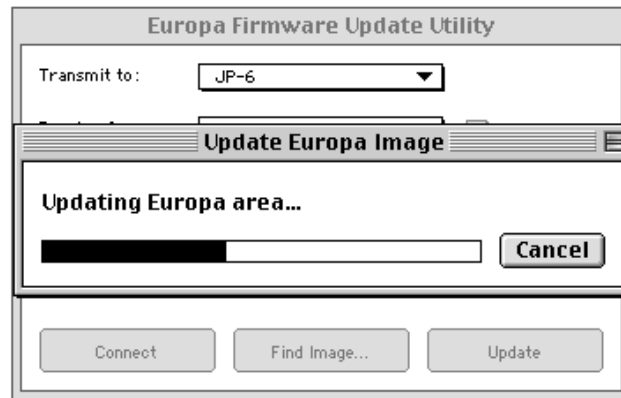 Europa Firmware Update Utility
Transmit to:
JP-6
Update Europa Image
Updating Europa area...
Cancel
Connect
Find Image...
Update